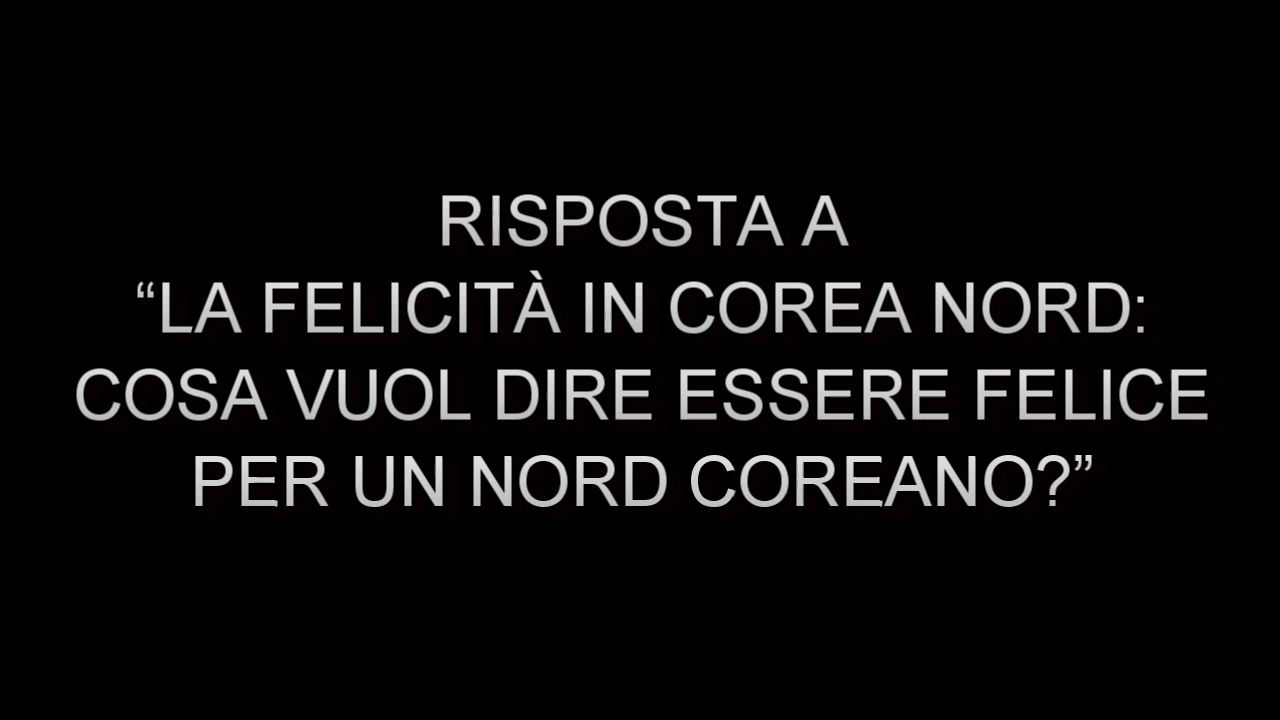 RISPOSTA A
“LA FELICITÀ IN COREA NORD:
COSA VUOL DIRE ESSERE FELICE
PER UN NORD COREANO?”